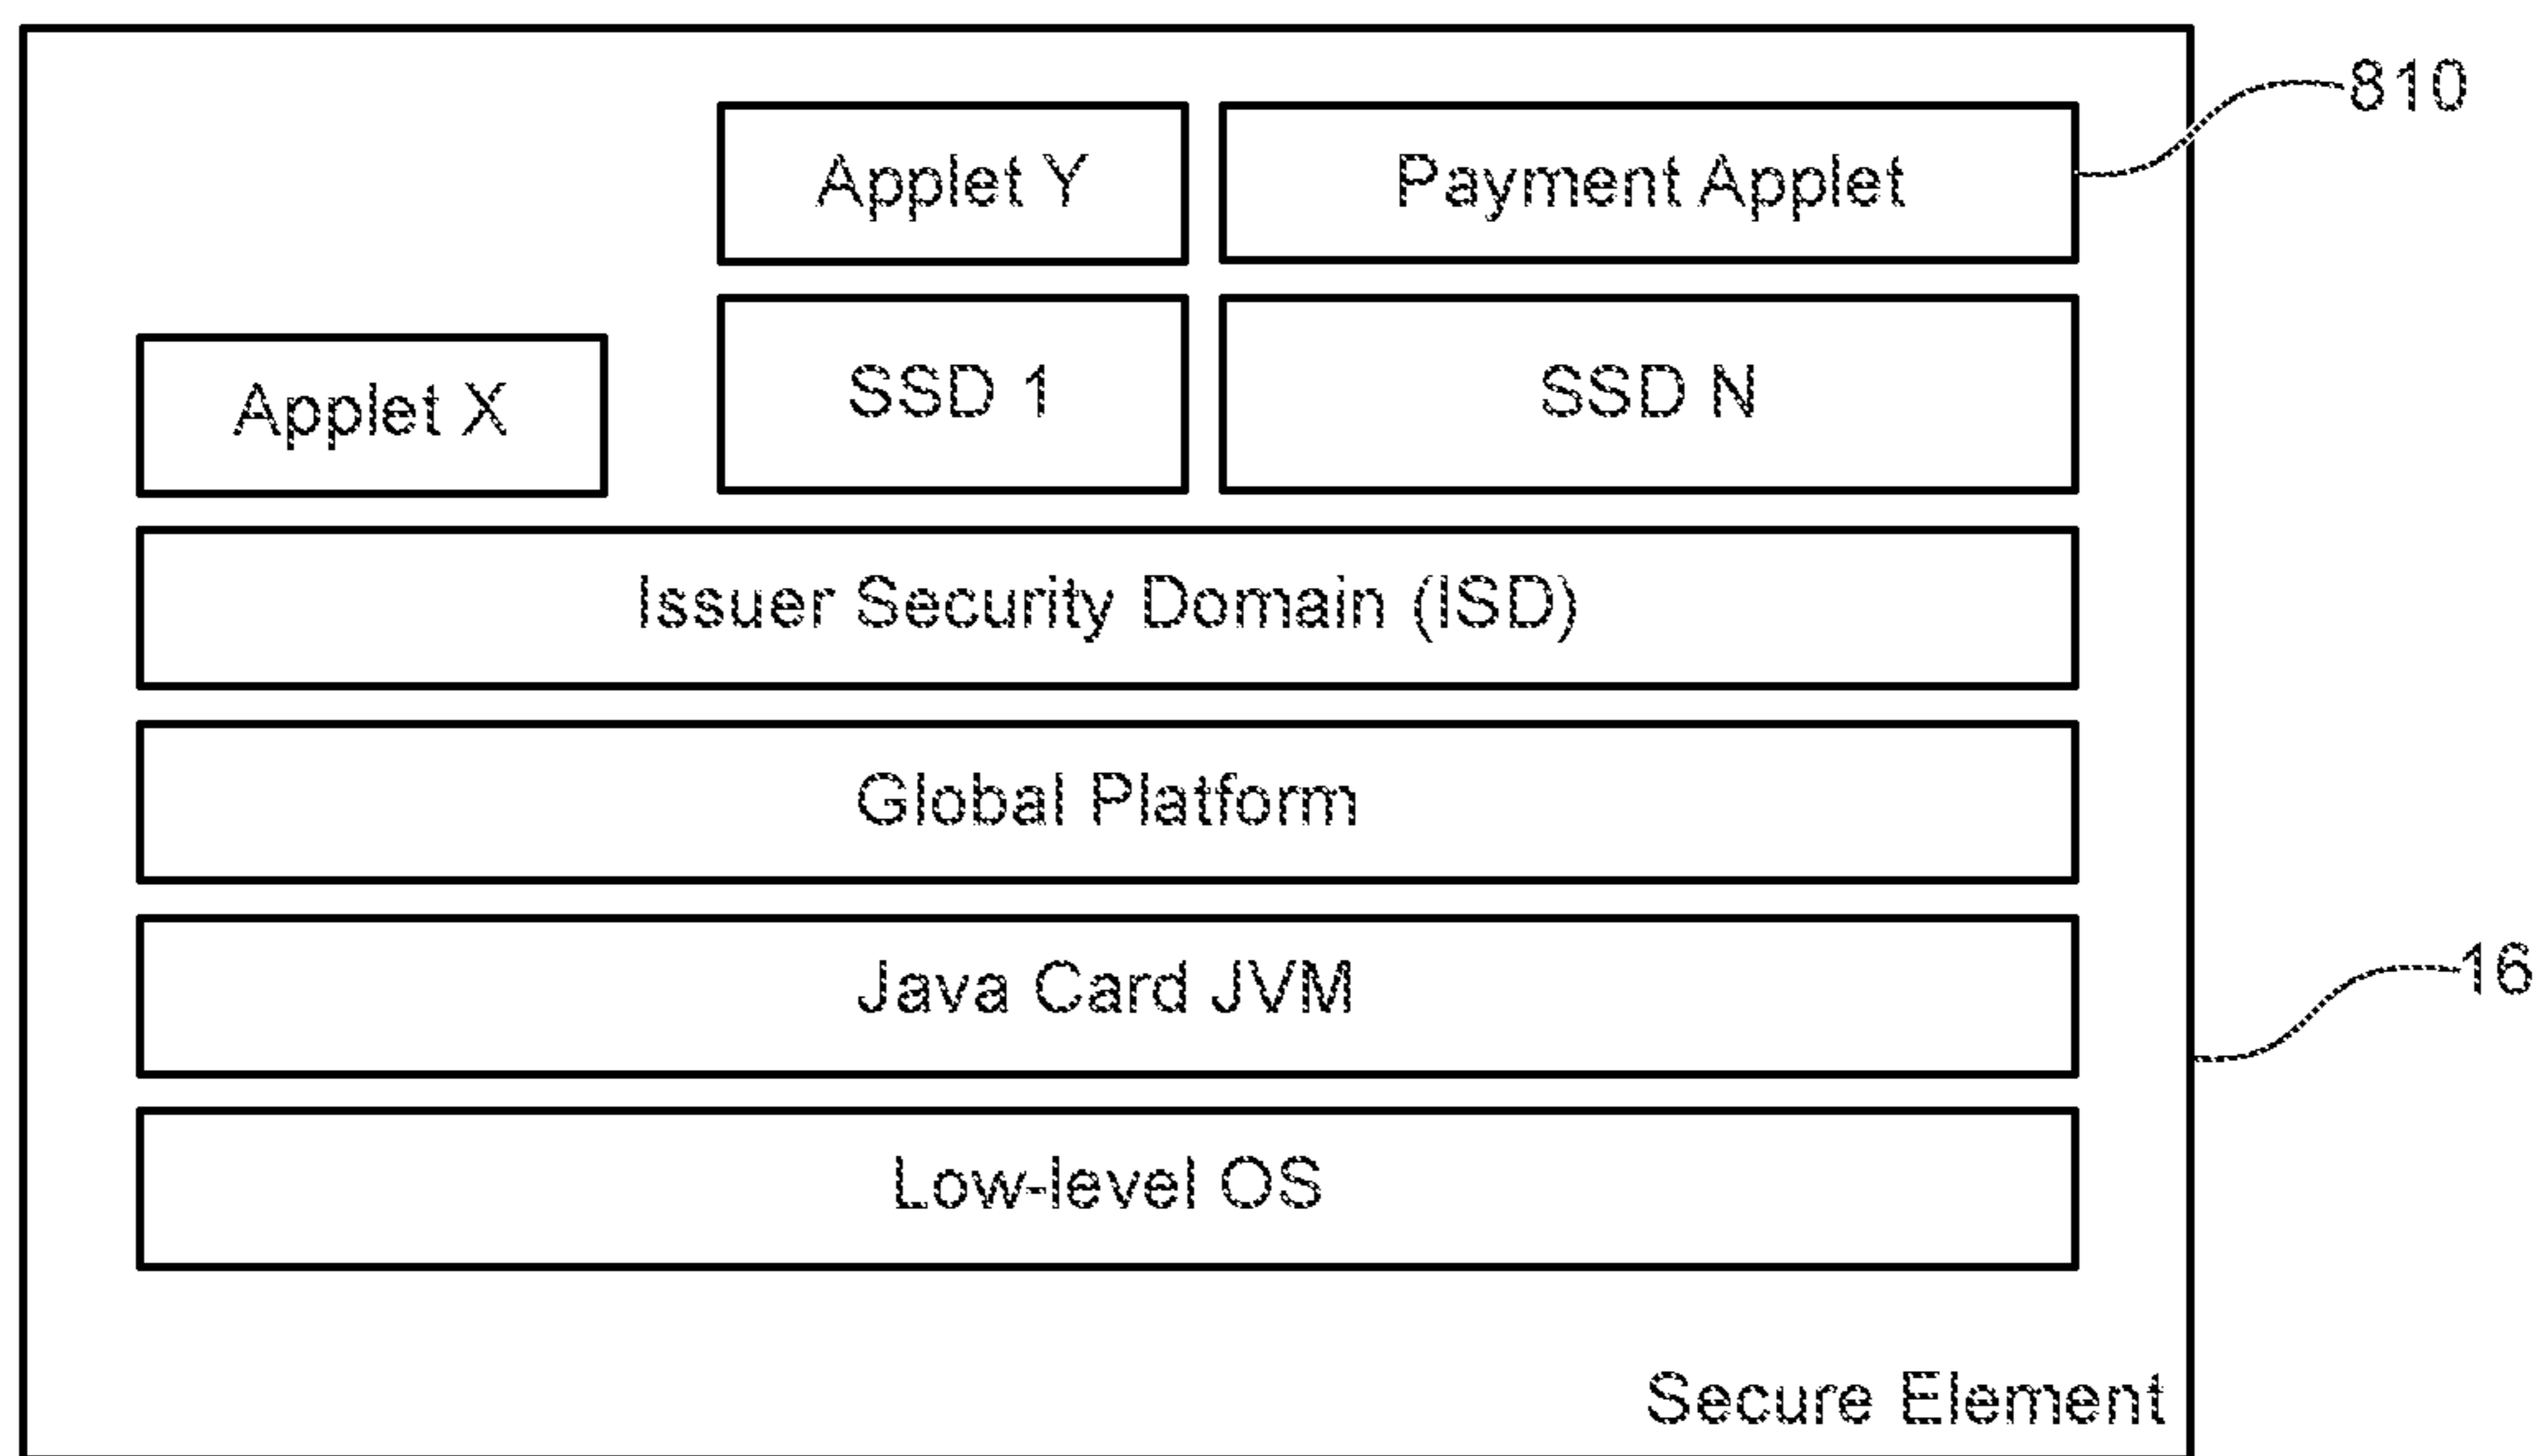 810
Applet Y
Payment Applet
Applet X
SSD 1
SSD N
Issuer Security Domain (ISD)
Global Platform
Java Card JVM
16
Low-level OS
Secure Element